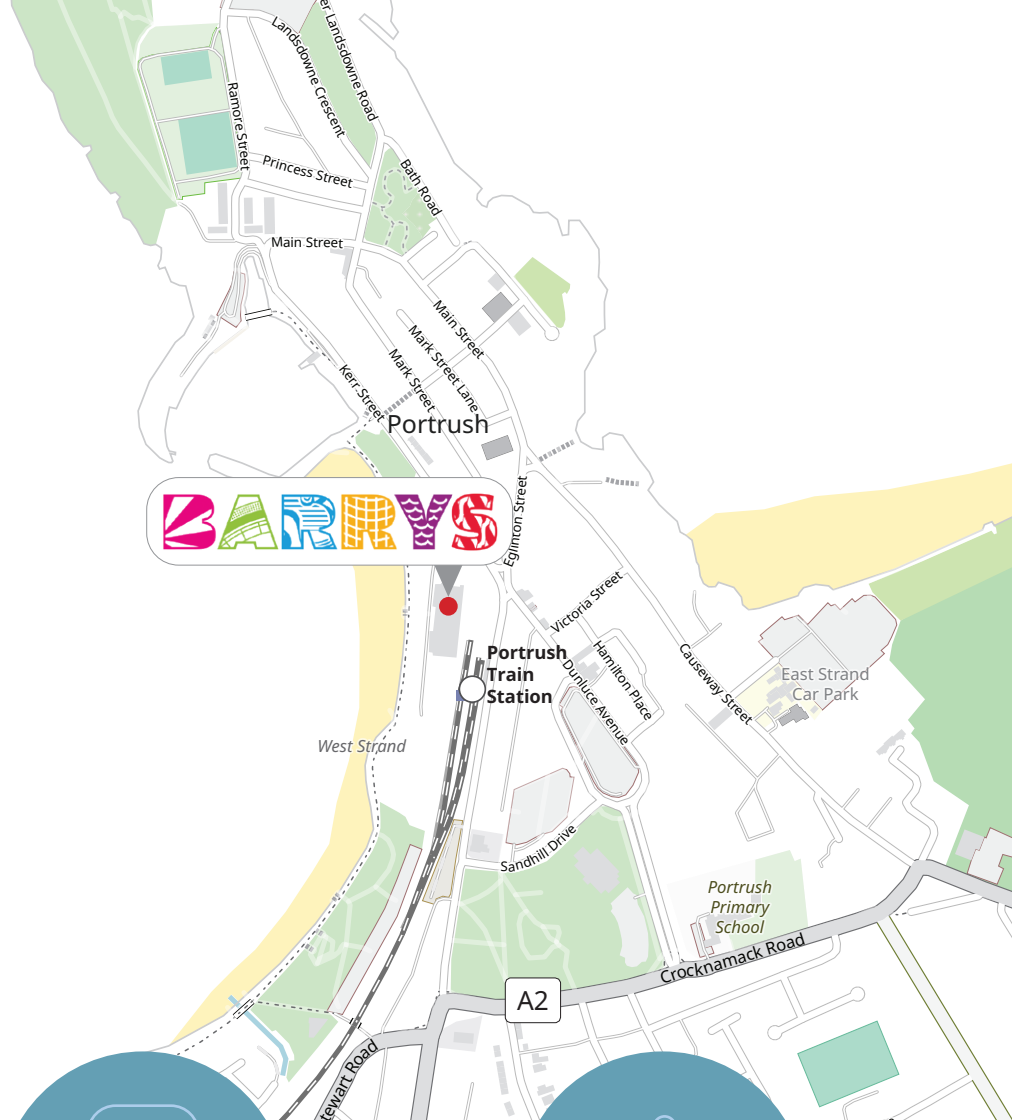 Landsdowne Crescent
er Landsdowne Road
Ramore Street
Princess Street
Bath Road
Main Street
Main Street
Mark Street Lane
Mark Street
Kerr Street
Portrush
BARRYS
Eglinton Street
Victoria Street
Hamilton Place
Dunluce Avenue
Causeway Street
Portrush
Train
Station
East Strand
Car Park
West Strand
Sandhill Drive
Portrush
Primary
School
Crocknamack Road
A2
tewart Road